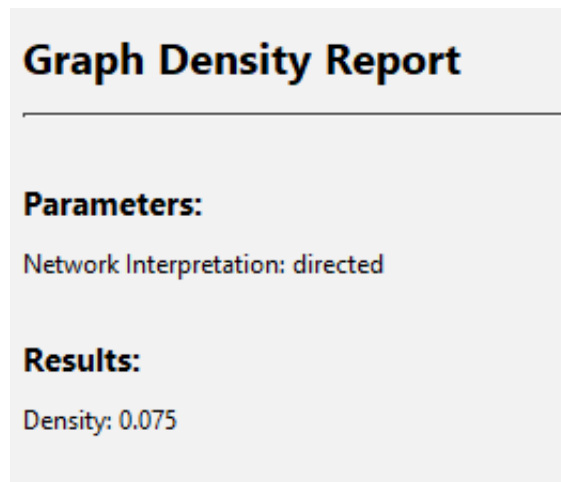 Graph Density Report
Parameters:
Network Interpretation: directed
Results:
Density: 0.075